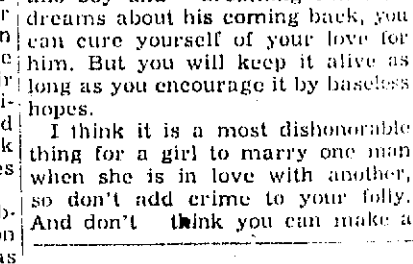 dreams about his coming back, you
can cure yourself of your love for
him. But you will keep it alive as
long as you encourage it by baseless
hopes.
I think it is a most dishonorable
thing for a girl to marry one man
when she is in love with another,
so don't add crime to your folly.
And don't think you can make a